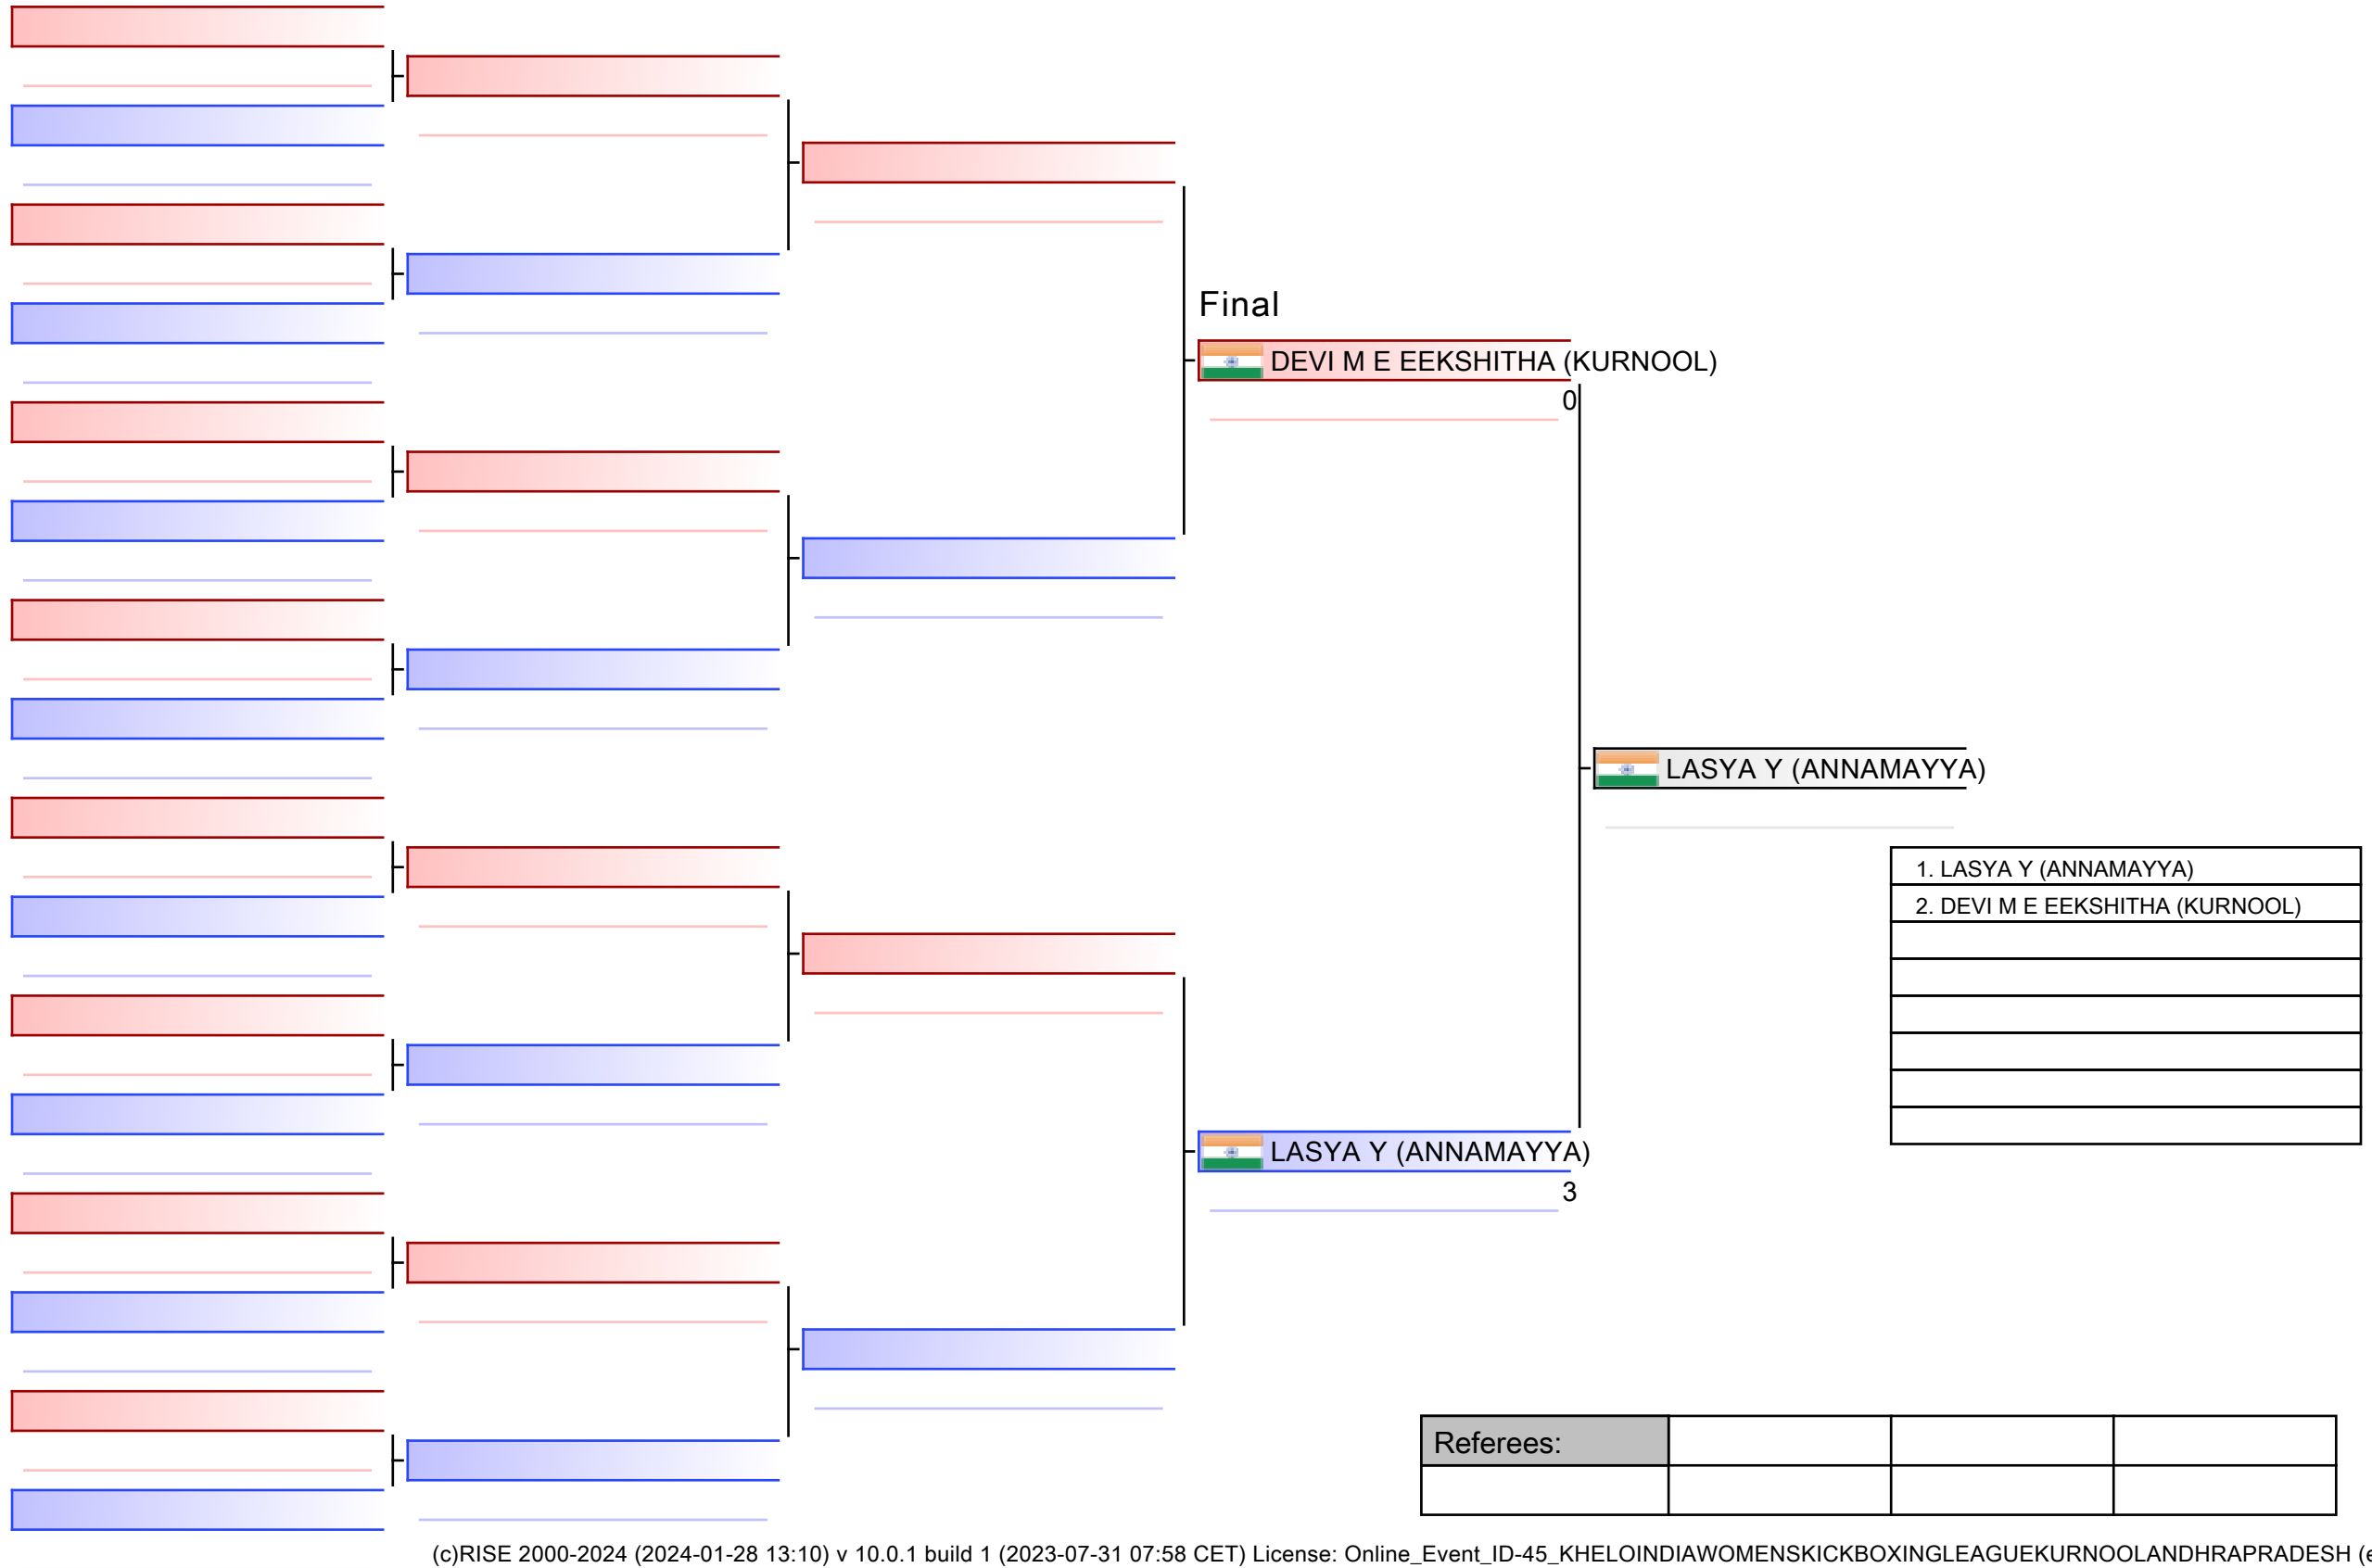 Final
DEVI M E EEKSHITHA (KURNOOL)
0
LASYA Y (ANNAMAYYA)
1. LASYA Y (ANNAMAYYA)
2. DEVI M E EEKSHITHA (KURNOOL)
LASYA Y (ANNAMAYYA)
3
Referees:
(c)RISE 2000-2024 (2024-01-28 13:10) v 10.0.1 build 1 (2023-07-31 07:58 CET) License: Online_Event_ID-45_KHELOINDIAWOMENSKICKBOXINGLEAGUEKURNOOLANDHRAPRADESH